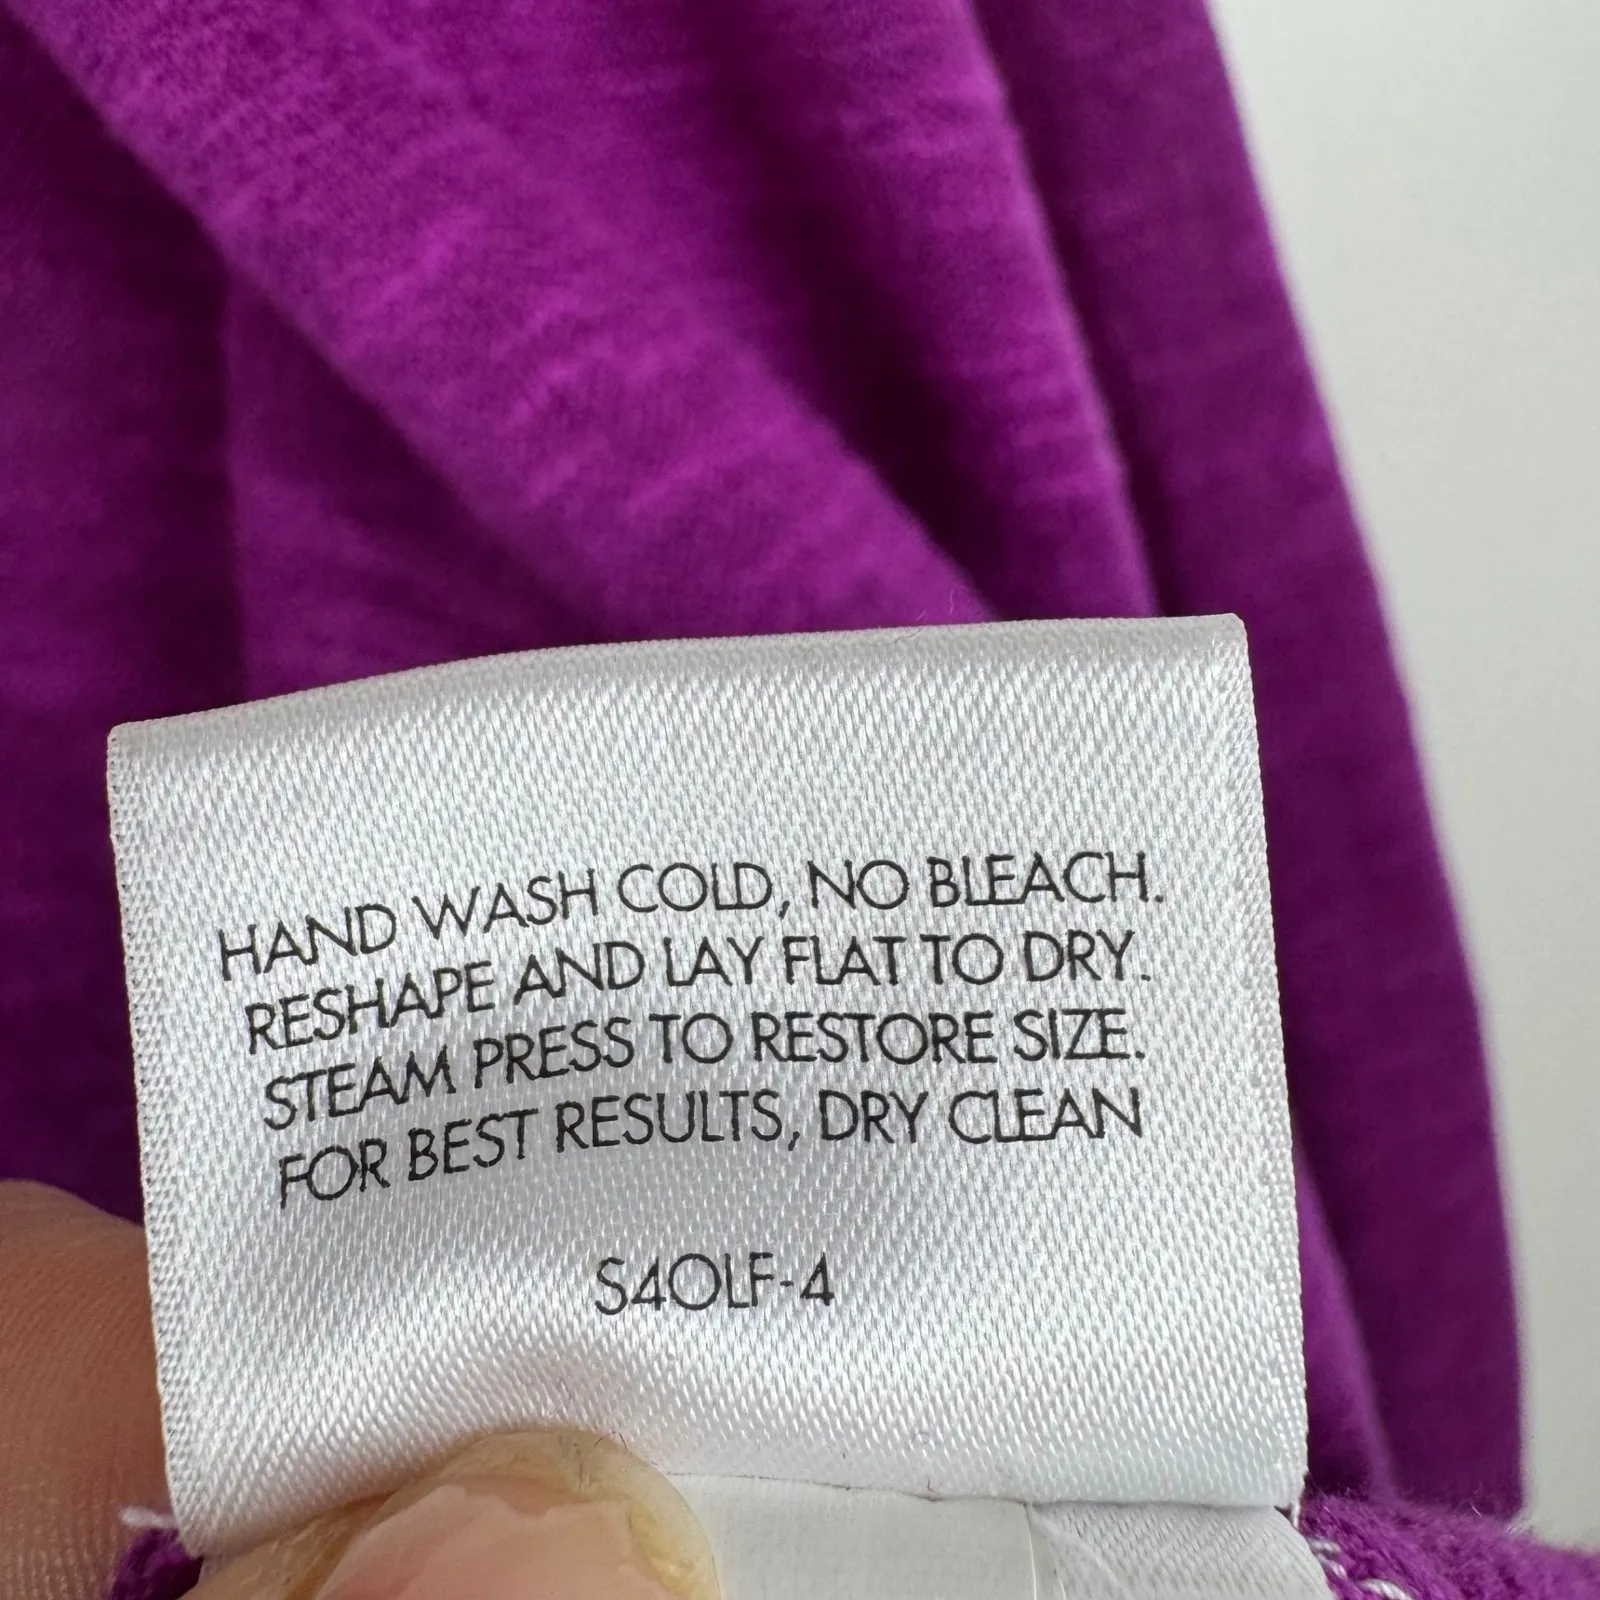 HAND WASH COLD, NO BLEACH.
RESHAPE AND LAY FLAT TO DRY.
STEAM PRESS TO RESTORE SIZE.
FOR BEST RESULTS, DRY CLEAN
S4OLF-4